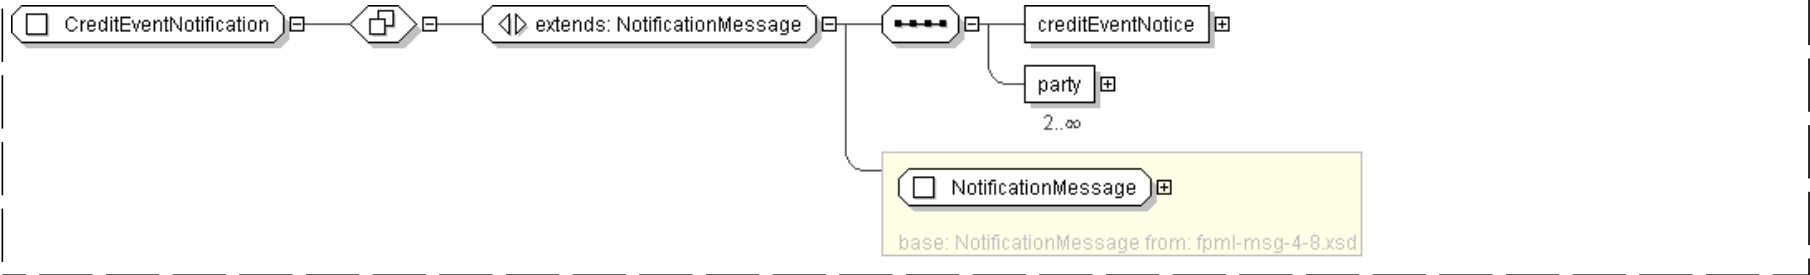 CreditEventNotification extends: NotificationMessage creditEventNotice
party
2..∞
NotificationMessage
base: NotificationMessage from: fpml-msg-4-8.xsd